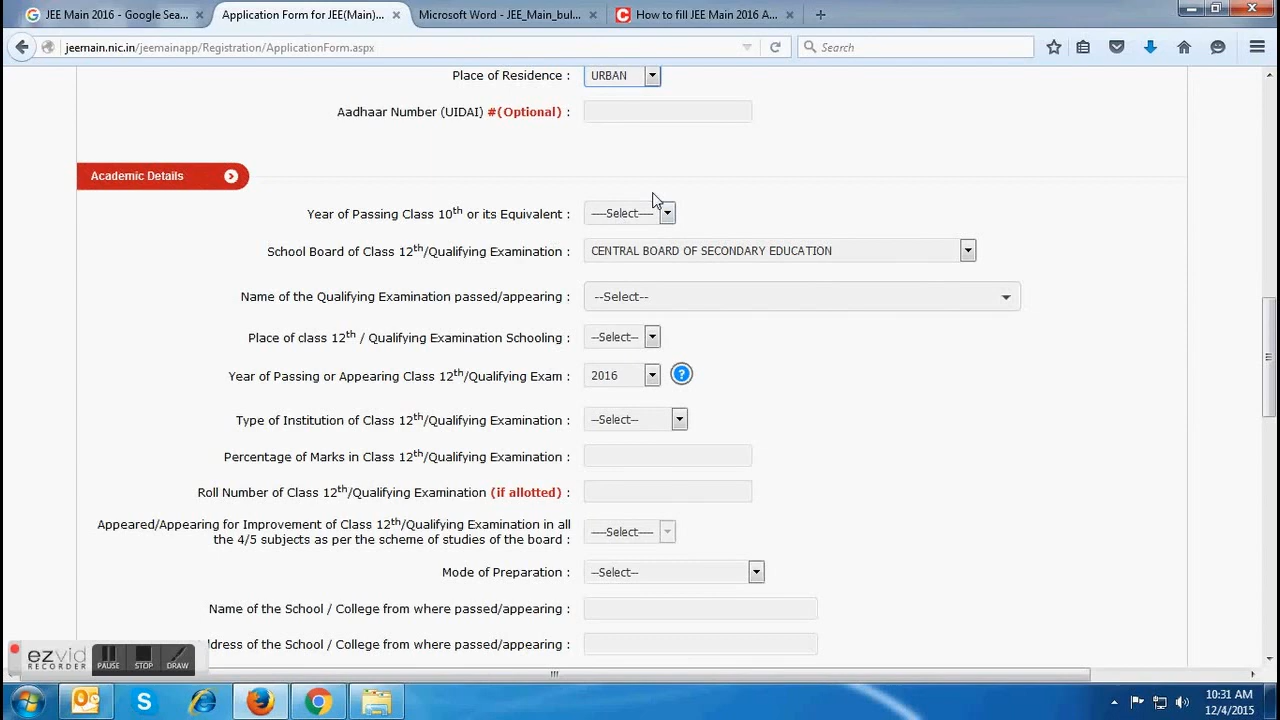 JEE Main 2016 - Google Sea...
Application Form for JEE(Main)...
Microsoft Word - JEE_Main_bul...
How to fill JEE Main 2016 A...
jeemain.nic.in/jeemainapp/Registration/ApplicationForm.aspx
Search
Place of Residence : URBAN
Aadhaar Number (UIDAI) #(Optional) :
Academic Details
Year of Passing Class 10th or its Equivalent : ----Select----
School Board of Class 12th/Qualifying Examination : CENTRAL BOARD OF SECONDARY EDUCATION
Name of the Qualifying Examination passed/appearing : --Select--
Place of class 12th / Qualifying Examination Schooling : --Select--
Year of Passing or Appearing Class 12th/Qualifying Exam : 2016 ?
Type of Institution of Class 12th/Qualifying Examination : --Select--
Percentage of Marks in Class 12th/Qualifying Examination :
Roll Number of Class 12th/Qualifying Examination (if allotted) :
Appeared/Appearing for Improvement of Class 12th/Qualifying Examination in all
the 4/5 subjects as per the scheme of studies of the board : ----Select----
Mode of Preparation : --Select--
Name of the School / College from where passed/appearing :
dress of the School / College from where passed/appearing :
ezvid
RECORDER
PAUSE STOP DRAW
10:31 AM
12/4/2015